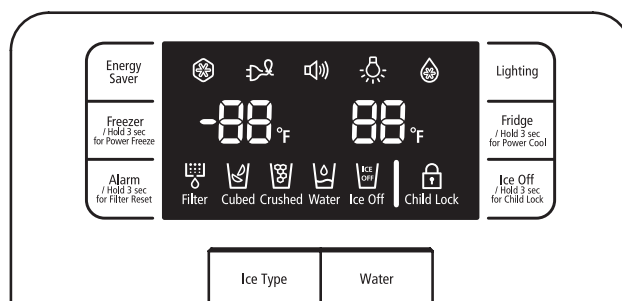 Energy
Saver
Freezer
/ Hold 3 sec
for Power Freeze
Alarm
/ Hold 3 sec
for Filter Reset
-88 °F 88 °F
ICE
OFF
Filter Cubed Crushed Water Ice Off Child Lock
Lighting
Fridge
/ Hold 3 sec
for Power Cool
Ice Off
/ Hold 3 sec
for Child Lock
Ice Type Water